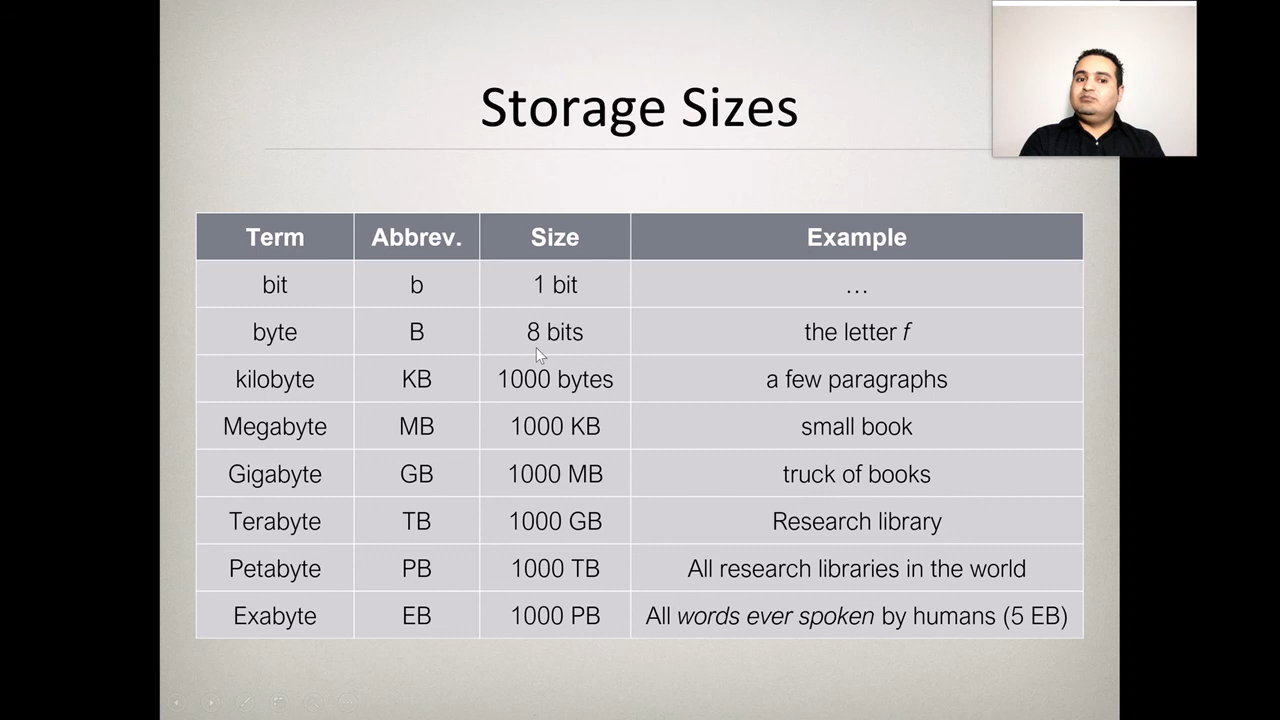 Storage Sizes
Term Abbrev. Size Example
bit b 1 bit …
byte B 8 bits the letter f
kilobyte KB 1000 bytes a few paragraphs
Megabyte MB 1000 KB small book
Gigabyte GB 1000 MB truck of books
Terabyte TB 1000 GB Research library
Petabyte PB 1000 TB All research libraries in the world
Exabyte EB 1000 PB All words ever spoken by humans (5 EB)